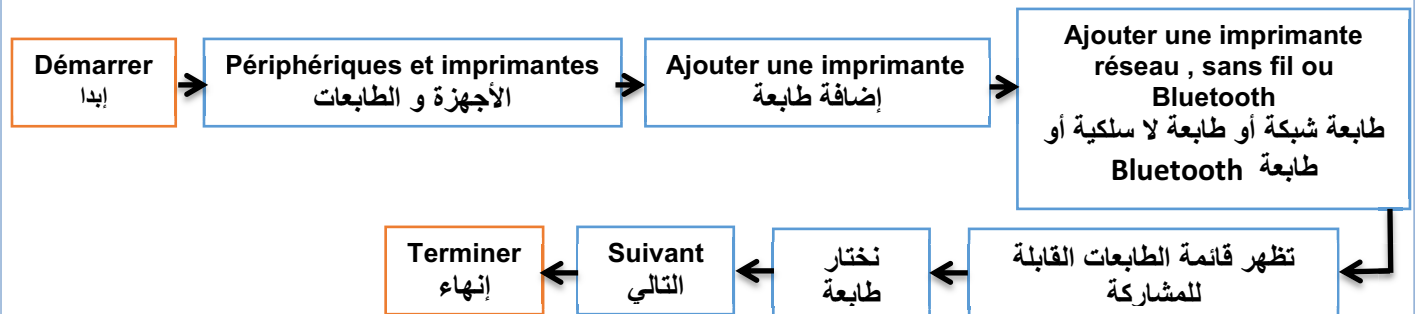 Démarrer
إبدا
Périphériques et imprimantes
الأجهزة و الطابعات
Ajouter une imprimante
إضافة طابعة
Ajouter une imprimante
réseau , sans fil ou
Bluetooth
طابعة شبكة أو طابعة لا سلكية أو
طابعة Bluetooth
تظهر قائمة الطابعات القابلة
للمشاركة
نختار
طابعة
Suivant
التالي
Terminer
إنهاء